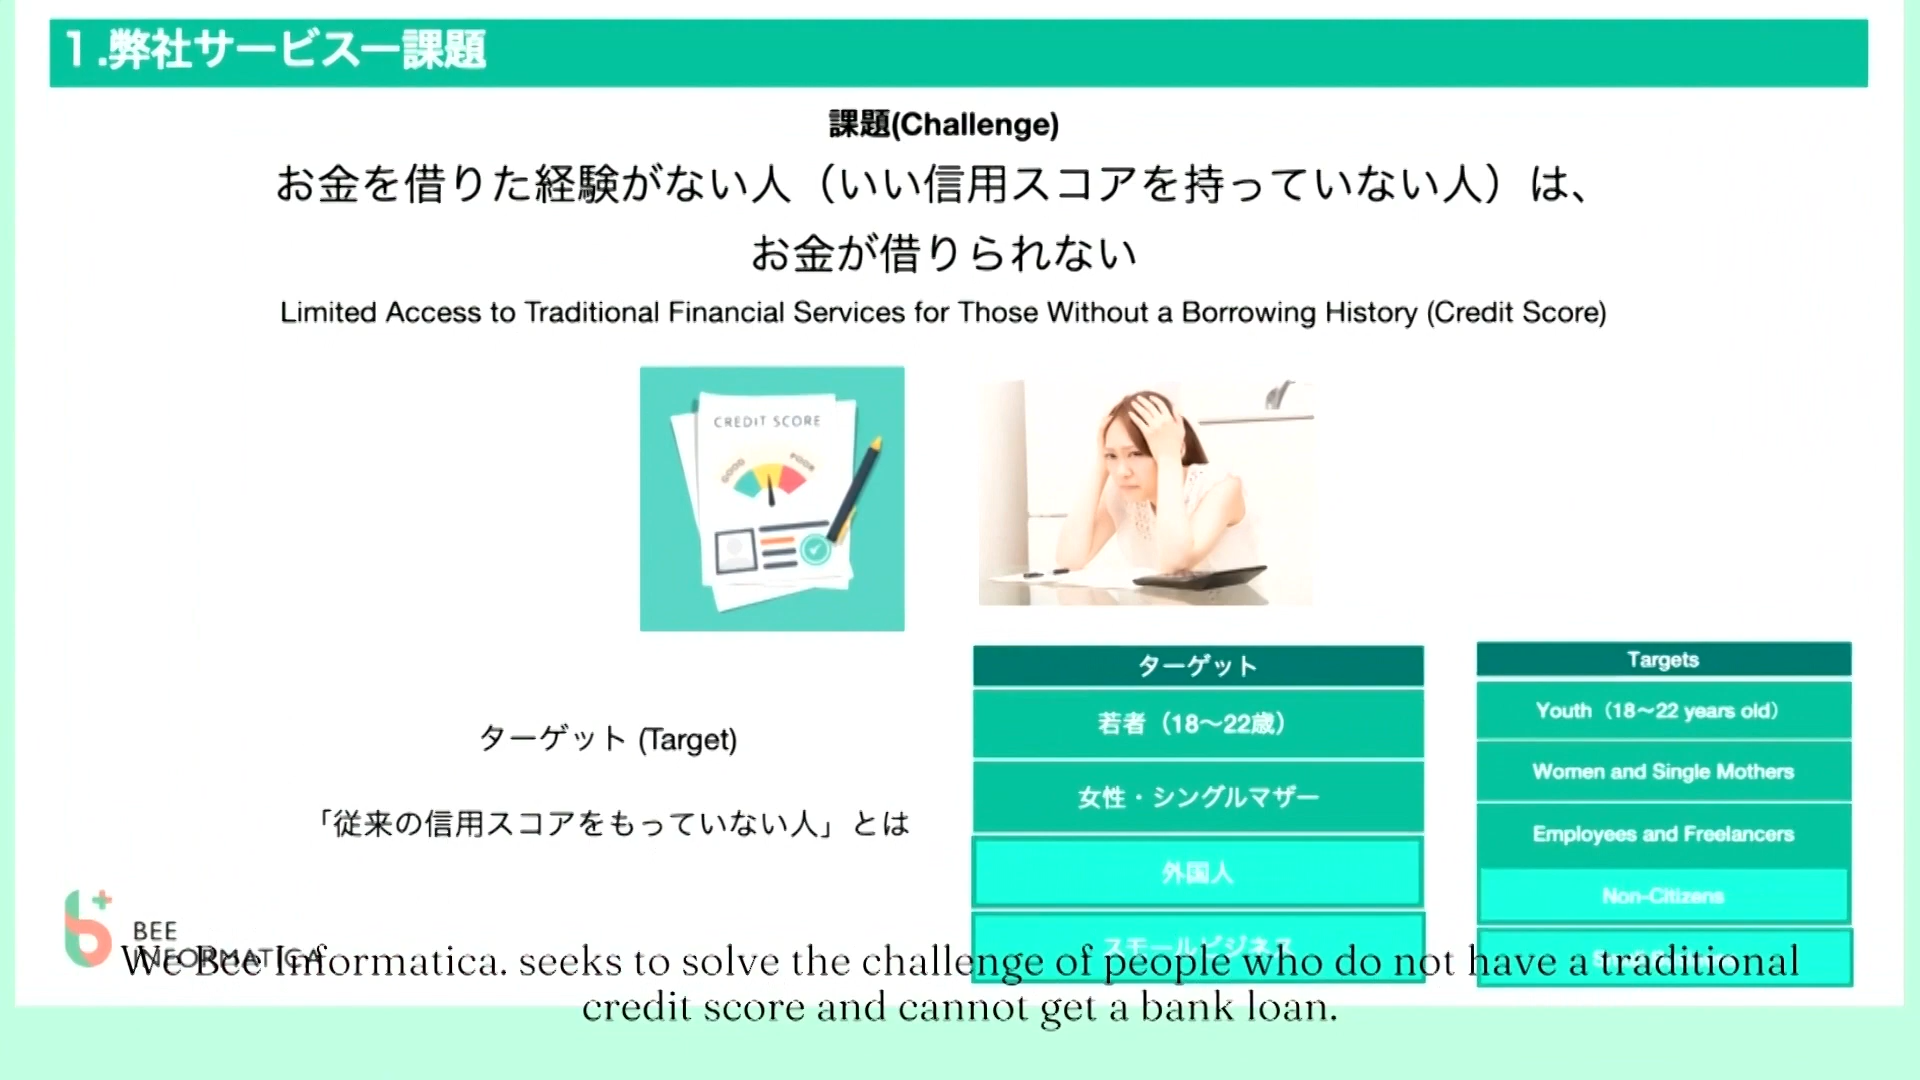 １.弊社サービスー課題
課題(Challenge)
お金を借りた経験がない人（いい信用スコアを持っていない人）は、
お金が借りられない
Limited Access to Traditional Financial Services for Those Without a Borrowing History (Credit Score)
CREDIT SCORE
GOOD
POOR
ターゲット (Target)
「従来の信用スコアをもっていない人」とは
ターゲット
若者（18〜22歳）
女性・シングルマザー
外国人
スモールビジネス
Targets
Youth（18〜22 years old）
Women and Single Mothers
Employees and Freelancers
Non-Citizens
BEE
INFORMATICA
We Bee Informatica. seeks to solve the challenge of people who do not have a traditional
credit score and cannot get a bank loan.